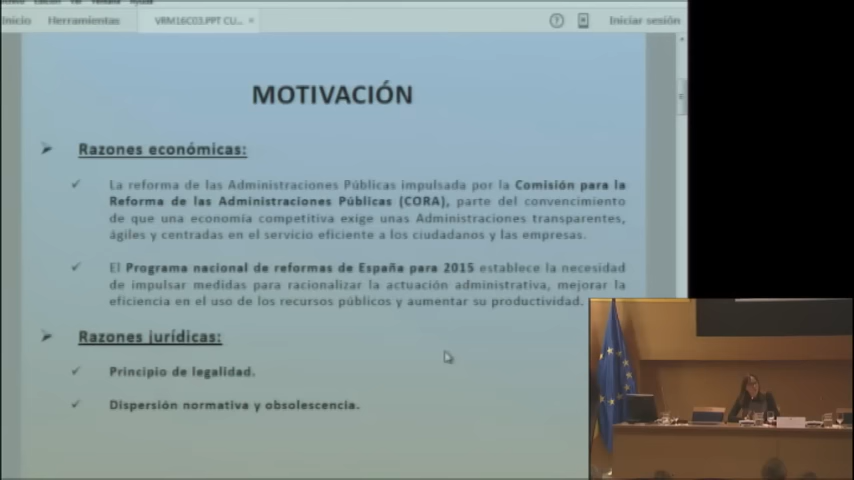 Inicio Herramientas VRM16C03.PPT CU... × Iniciar sesión
MOTIVACIÓN
Razones económicas:
La reforma de las Administraciones Públicas impulsada por la Comisión para la
Reforma de las Administraciones Públicas (CORA), parte del convencimiento
de que una economía competitiva exige unas Administraciones transparentes,
ágiles y centradas en el servicio eficiente a los ciudadanos y las empresas.
El Programa nacional de reformas de España para 2015 establece la necesidad
de impulsar medidas para racionalizar la actuación administrativa, mejorar la
eficiencia en el uso de los recursos públicos y aumentar su productividad.
Razones jurídicas:
Principio de legalidad.
Dispersión normativa y obsolescencia.